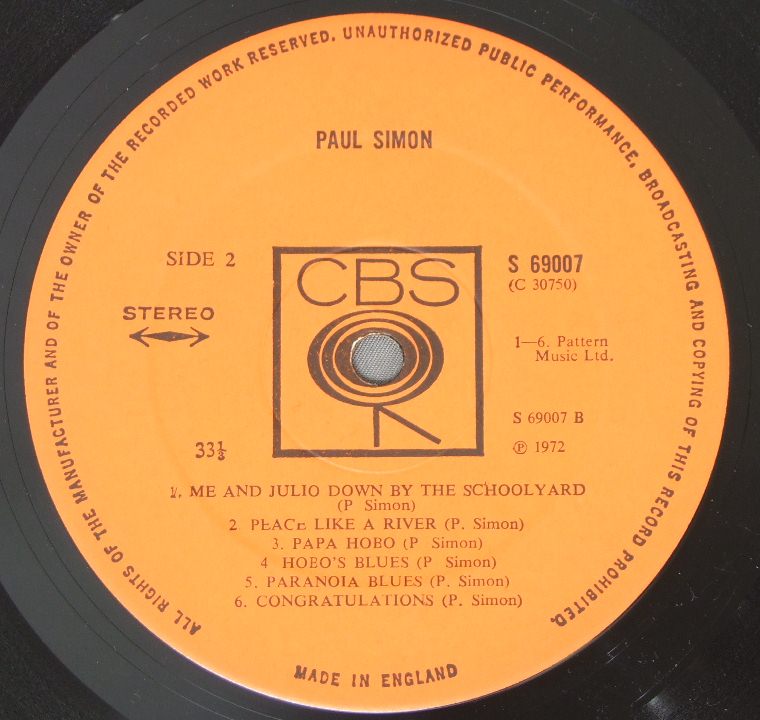 ALL RIGHTS OF THE MANUFACTURER AND OF THE OWNER OF THE RECORDED WORK RESERVED. UNAUTHORIZED PUBLIC PERFORMANCE, BROADCASTING AND COPYING OF THIS RECORD PROHIBITED.
PAUL SIMON
SIDE 2
STEREO
33⅓
CBS
S 69007
(C 30750)
1—6. Pattern
Music Ltd.
S 69007 B
℗ 1972
1. ME AND JULIO DOWN BY THE SCHOOLYARD
(P Simon)
2 PEACE LIKE A RIVER (P. Simon)
3. PAPA HOBO (P Simon)
4 HOBO'S BLUES (P Simon)
5. PARANOIA BLUES (P. Simon)
6. CONGRATULATIONS (P. Simon)
MADE IN ENGLAND